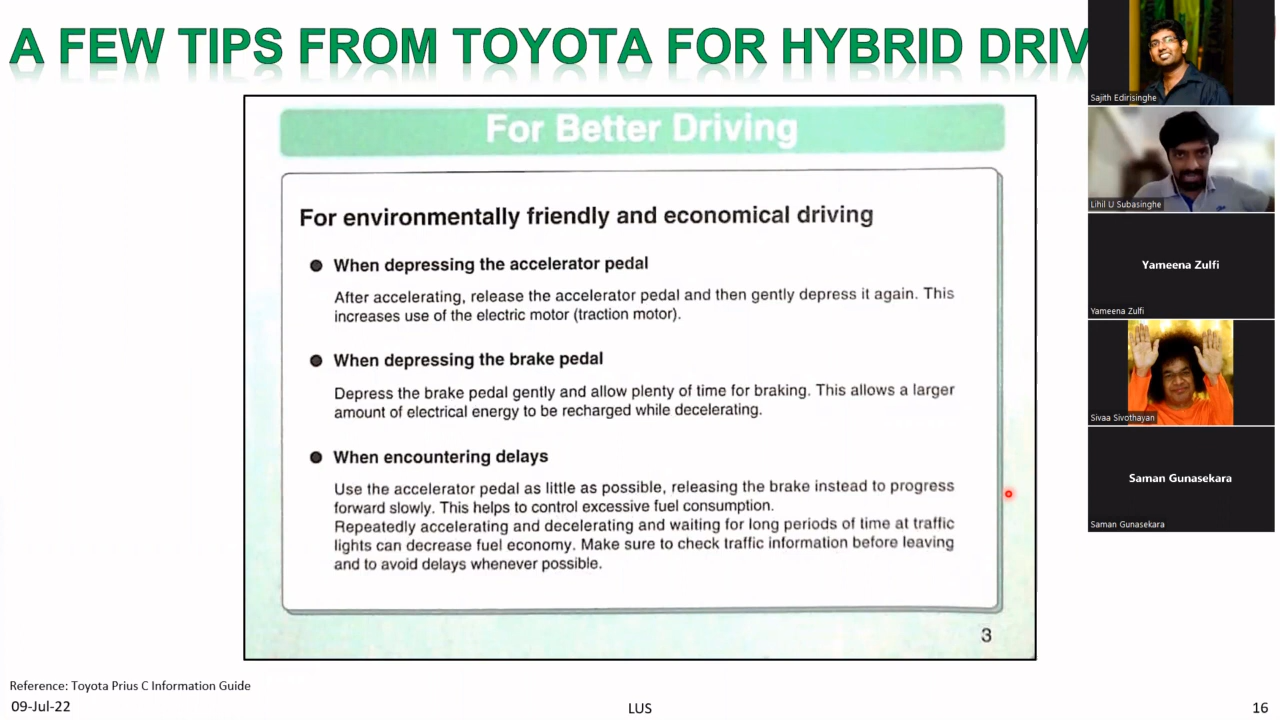 A FEW TIPS FROM TOYOTA FOR HYBRID DRIV
For Better Driving
For environmentally friendly and economical driving
When depressing the accelerator pedal
After accelerating, release the accelerator pedal and then gently depress it again. This
increases use of the electric motor (traction motor).
When depressing the brake pedal
Depress the brake pedal gently and allow plenty of time for braking. This allows a larger
amount of electrical energy to be recharged while decelerating.
When encountering delays
Use the accelerator pedal as little as possible, releasing the brake instead to progress
forward slowly. This helps to control excessive fuel consumption.
Repeatedly accelerating and decelerating and waiting for long periods of time at traffic
lights can decrease fuel economy. Make sure to check traffic information before leaving
and to avoid delays whenever possible.
3
Reference: Toyota Prius C Information Guide
09-Jul-22
LUS
16
Sajith Edirisinghe
Lihil U Subasinghe
Yameena Zulfi
Yameena Zulfi
Sivaa Sivothayan
Saman Gunasekara
Saman Gunasekara